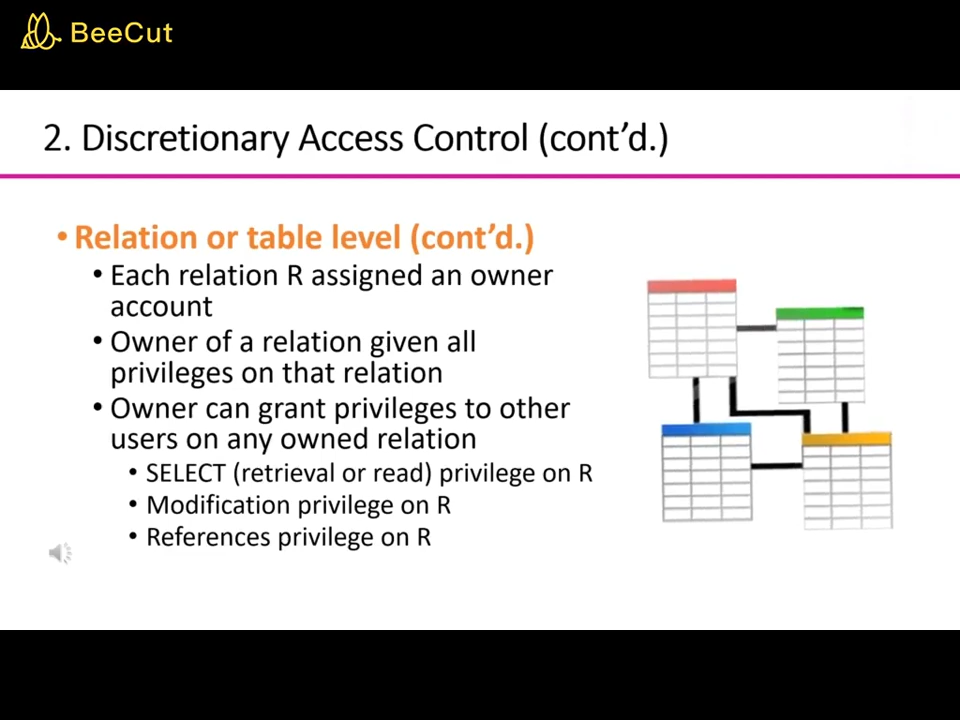 BeeCut
2. Discretionary Access Control (cont’d.)
• Relation or table level (cont’d.)
• Each relation R assigned an owner
account
• Owner of a relation given all
privileges on that relation
• Owner can grant privileges to other
users on any owned relation
• SELECT (retrieval or read) privilege on R
• Modification privilege on R
• References privilege on R